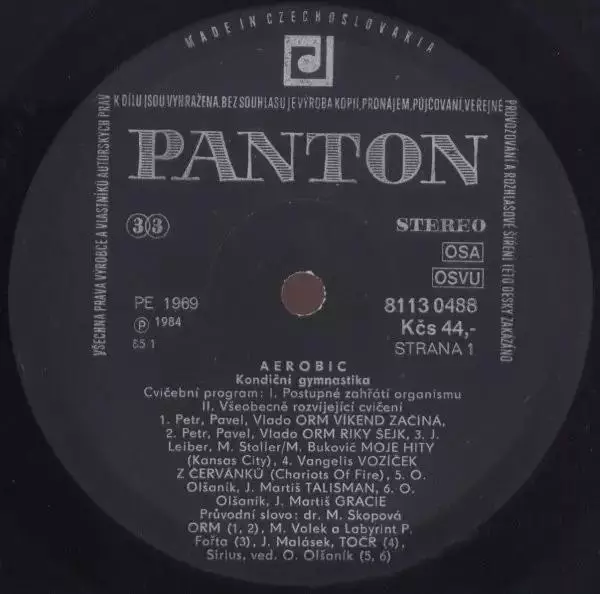 MADE IN CZECHOSLOVAKIA
VŠECHNA PRÁVA VÝROBCE A VLASTNÍKŮ AUTORSKÝCH PRÁV
K DÍLU JSOU VYHRAŽENA. BEZ SOUHLASU JE VÝROBA KOPIÍ, PRONÁJEM, PŮJČOVÁNÍ, VEŘEJNÉ
PROVOZOVÁNÍ A ROZHLASOVÉ ŠÍŘENÍ TÉTO DESKY ZAKÁZÁNO
PANTON
33
STEREO
OSA
OSVU
PE 1969
8113 0488
Ⓟ 1984
Kčs 44,-
85 1
STRANA 1
AEROBIC
Kondiční gymnastika
Cvičební program: I. Postupné zahřátí organismu
II. Všeobecně rozvíjející cvičení
1. Petr, Pavel, Vlado ORM VÍKEND ZAČÍNÁ,
2. Petr, Pavel, Vlado ORM RIKY ŠEJK, 3. J.
Leiber, M. Stoller/M. Bukovič MOJE HITY
(Kansas City), 4. Vangelis VOZÍČEK
Z ČERVÁNKŮ (Chariots Of Fire), 5. O.
Olšaník, J. Martiš TALISMAN, 6. O.
Olšaník, J. Martiš GRÁCIE
Průvodní slovo: dr. M. Skopová
ORM (1, 2), M. Válek a Labyrint P.
Fořta (3), J. Malásek, TOČR (4),
Sirius, ved. O. Olšaník (5, 6)